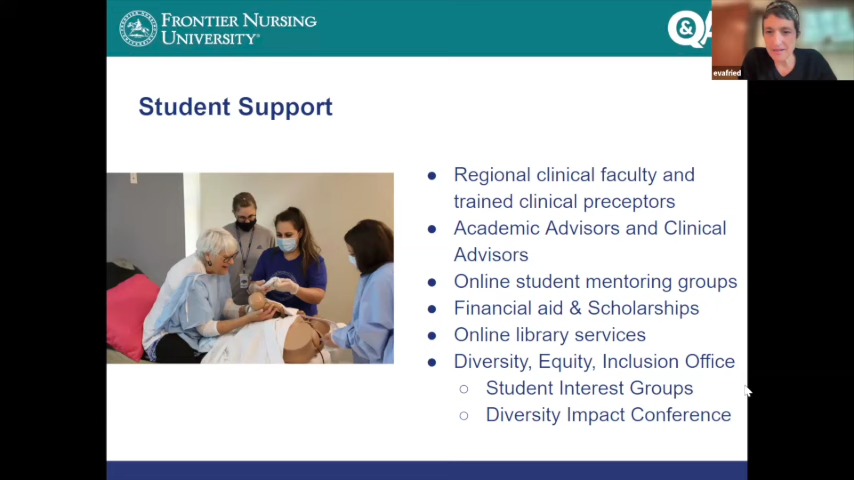 FRONTIER NURSING
UNIVERSITY®
Q&A
evafried
Student Support
● Regional clinical faculty and
trained clinical preceptors
● Academic Advisors and Clinical
Advisors
● Online student mentoring groups
● Financial aid & Scholarships
● Online library services
● Diversity, Equity, Inclusion Office
○ Student Interest Groups
○ Diversity Impact Conference